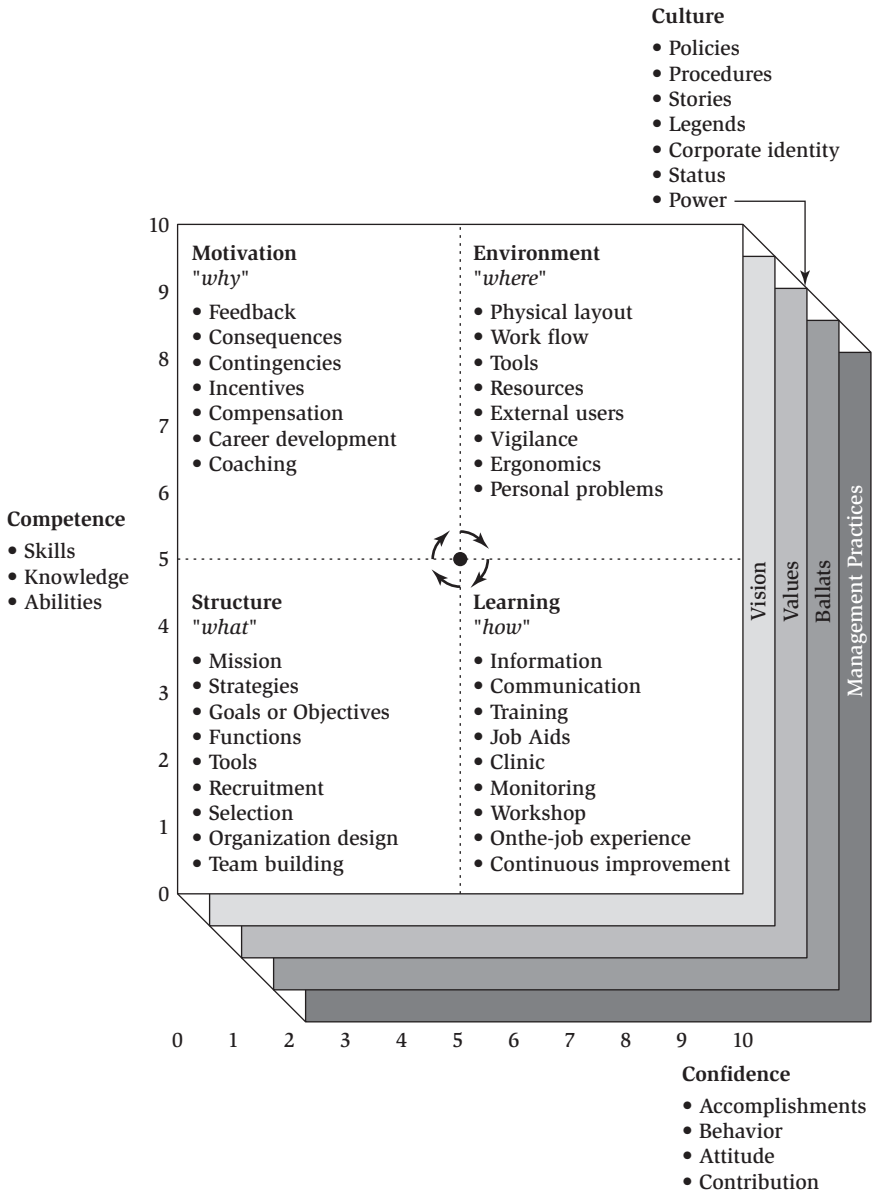 Culture
• Policies
• Procedures
• Stories
• Legends
• Corporate identity
• Status
• Power
10
9
8
7
6
5
4
3
2
1
0
Motivation
"why"
• Feedback
• Consequences
• Contingencies
• Incentives
• Compensation
• Career development
• Coaching
Environment
"where"
• Physical layout
• Work flow
• Tools
• Resources
• External users
• Vigilance
• Ergonomics
• Personal problems
Competence
• Skills
• Knowledge
• Abilities
Structure
"what"
• Mission
• Strategies
• Goals or Objectives
• Functions
• Tools
• Recruitment
• Selection
• Organization design
• Team building
Learning
"how"
• Information
• Communication
• Training
• Job Aids
• Clinic
• Monitoring
• Workshop
• Onthe-job experience
• Continuous improvement
Vision
Values
Ballats
Management Practices
0 1 2 3 4 5 6 7 8 9 10
Confidence
• Accomplishments
• Behavior
• Attitude
• Contribution